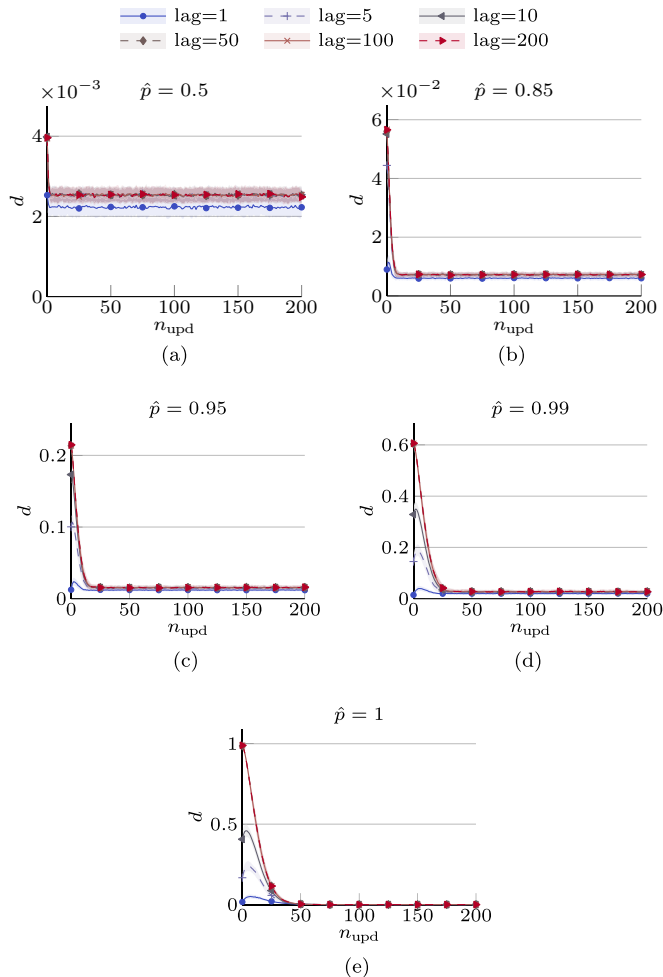 lag=1 lag=5 lag=10
lag=50 lag=100 lag=200
×10⁻³ p̂ = 0.5
4
2
0
d
0 50 100 150 200
n_upd
(a)
×10⁻² p̂ = 0.85
6
4
2
0
d
0 50 100 150 200
n_upd
(b)
p̂ = 0.95
0.2
0.1
0
d
0 50 100 150 200
n_upd
(c)
p̂ = 0.99
0.6
0.4
0.2
0
d
0 50 100 150 200
n_upd
(d)
p̂ = 1
1
0.5
0
d
0 50 100 150 200
n_upd
(e)